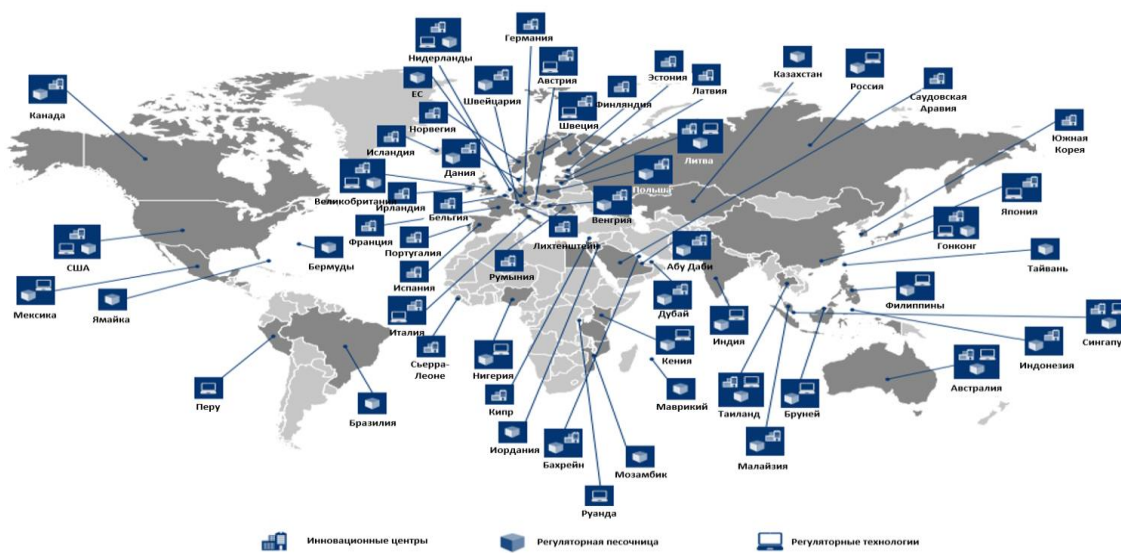 Германия
Нидерланды
ЕС
Швейцария
Австрия
Эстония
Латвия
Казахстан
Россия
Саудовская
Аравия
Канада
Норвегия
Швеция
Финляндия
Южная
Корея
Исландия
Дания
Литва
Великобритания
Ирландия
Бельгия
Польша
Венгрия
Япония
Гонконг
Франция
Португалия
Лихтенштейн
Абу Даби
США
Бермуды
Тайвань
Испания
Румыния
Мексика
Ямайка
Италия
Дубай
Филиппины
Сьерра-
Леоне
Нигерия
Кения
Индия
Индонезия
Сингапу
Перу
Бразилия
Кипр
Маврикий
Таиланд
Бруней
Австралия
Иордания
Бахрейн
Мозамбик
Малайзия
Руанда
Инновационные центры
Регуляторная песочница
Регуляторные технологии